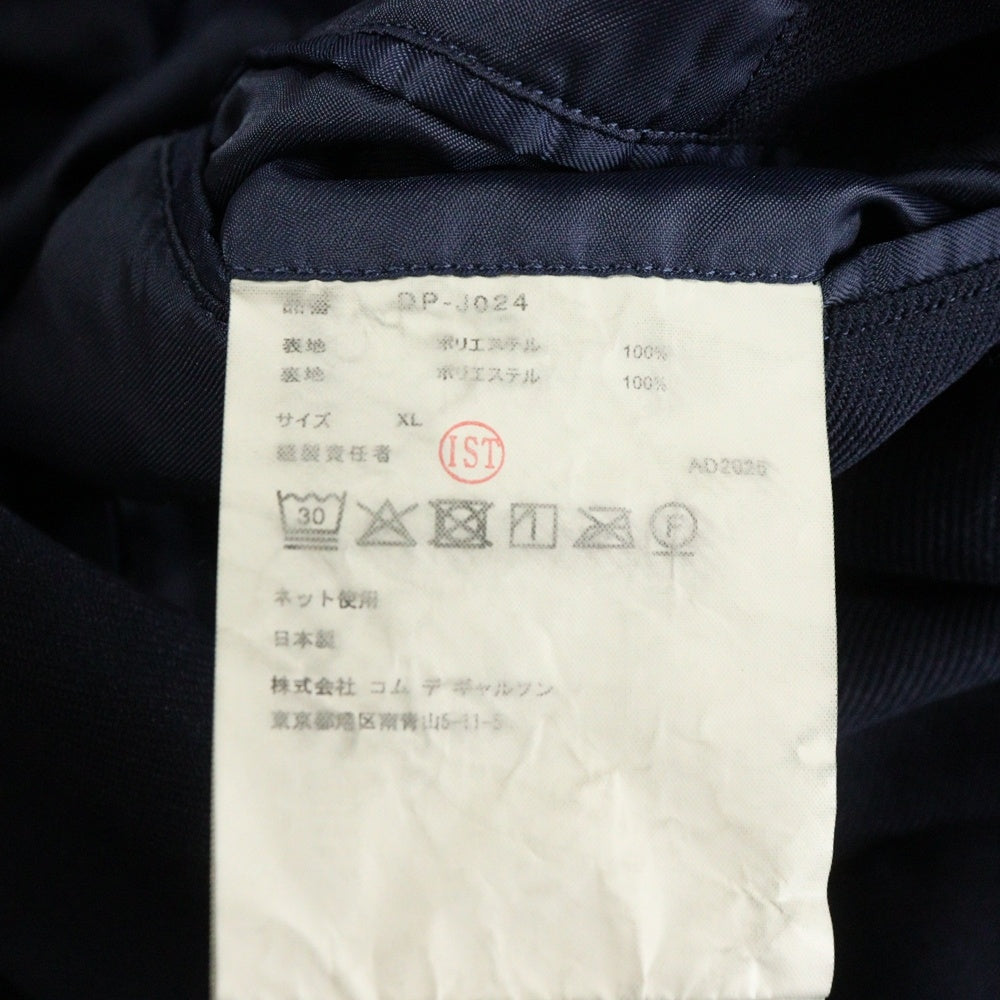 品番 DP-J024
表地 ポリエステル 100%
裏地 ポリエステル 100%
サイズ XL
縫製責任者 IST AD2025
30 F
ネット使用
日本製
株式会社 コム デ ギャルソン
東京都港区南青山5-11-5